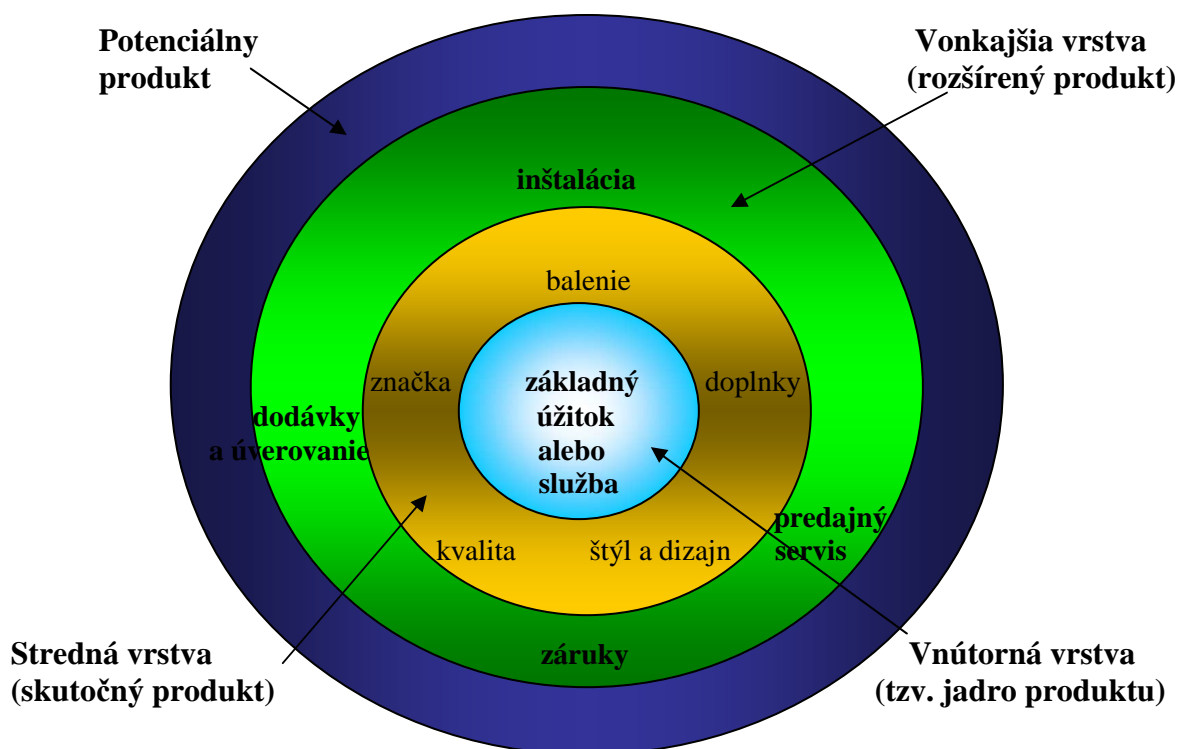 Potenciálny
produkt
Vonkajšia vrstva
(rozšírený produkt)
inštalácia
balenie
značka
základný
úžitok
alebo
služba
doplnky
dodávky
a úverovanie
kvalita
štýl a dizajn
predajný
servis
záruky
Stredná vrstva
(skutočný produkt)
Vnútorná vrstva
(tzv. jadro produktu)